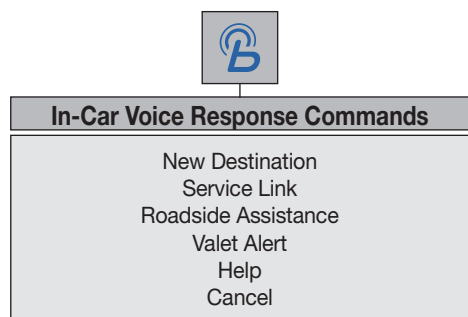 b
In-Car Voice Response Commands
New Destination
Service Link
Roadside Assistance
Valet Alert
Help
Cancel